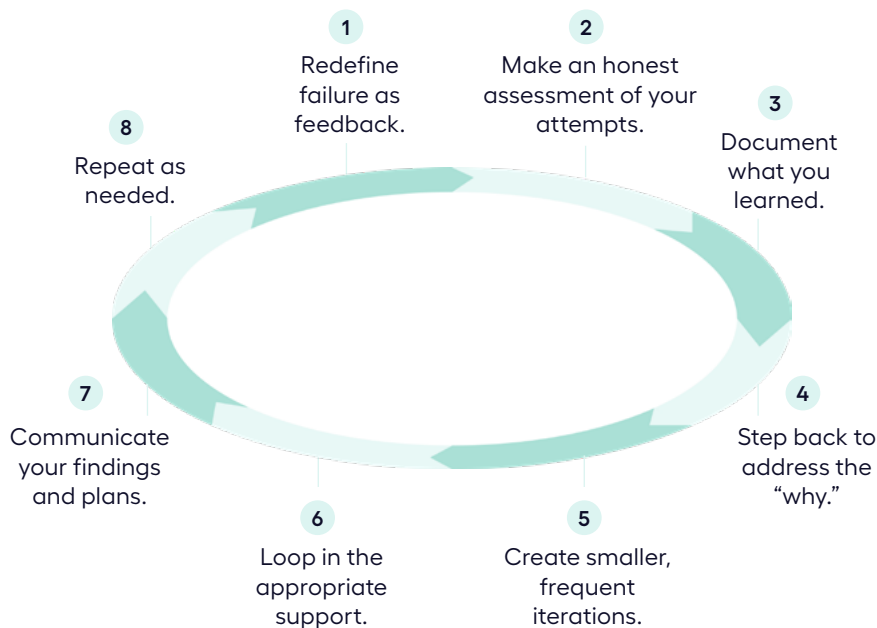 1
Redefine
failure as
feedback.
2
Make an honest
assessment of your
attempts.
3
Document
what you
learned.
4
Step back to
address the
“why.”
5
Create smaller,
frequent
iterations.
6
Loop in the
appropriate
support.
7
Communicate
your findings
and plans.
8
Repeat as
needed.